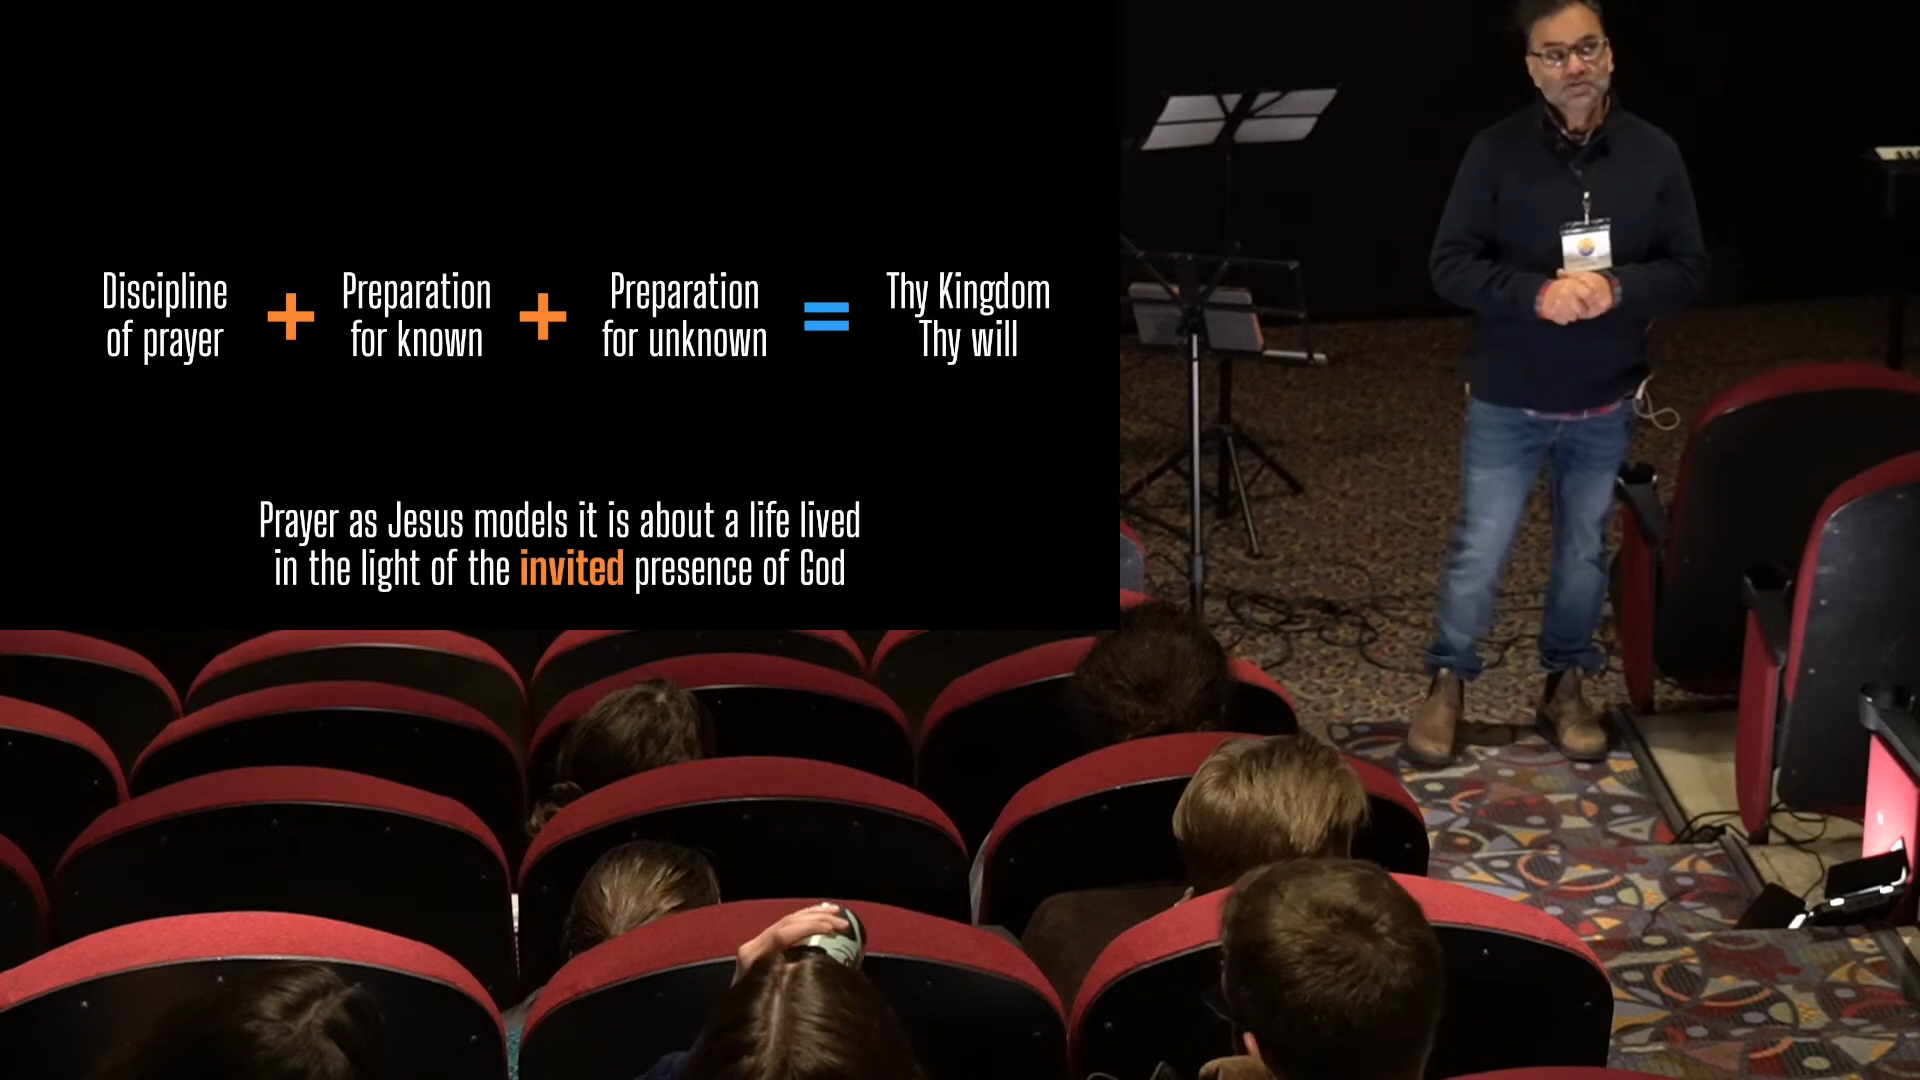 Discipline
of prayer
+
Preparation
for known
+
Preparation
for unknown
=
Thy Kingdom
Thy will
Prayer as Jesus models it is about a life lived
in the light of the invited presence of God